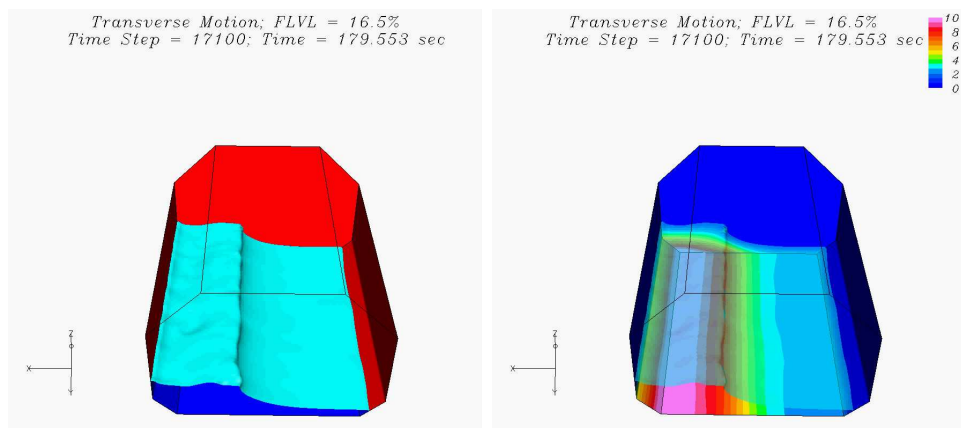 Transverse Motion; FLVL = 16.5%
Time Step = 17100; Time = 179.553 sec
Z
X
Transverse Motion; FLVL = 16.5%
Time Step = 17100; Time = 179.553 sec
10
8
6
4
2
0
Z
X